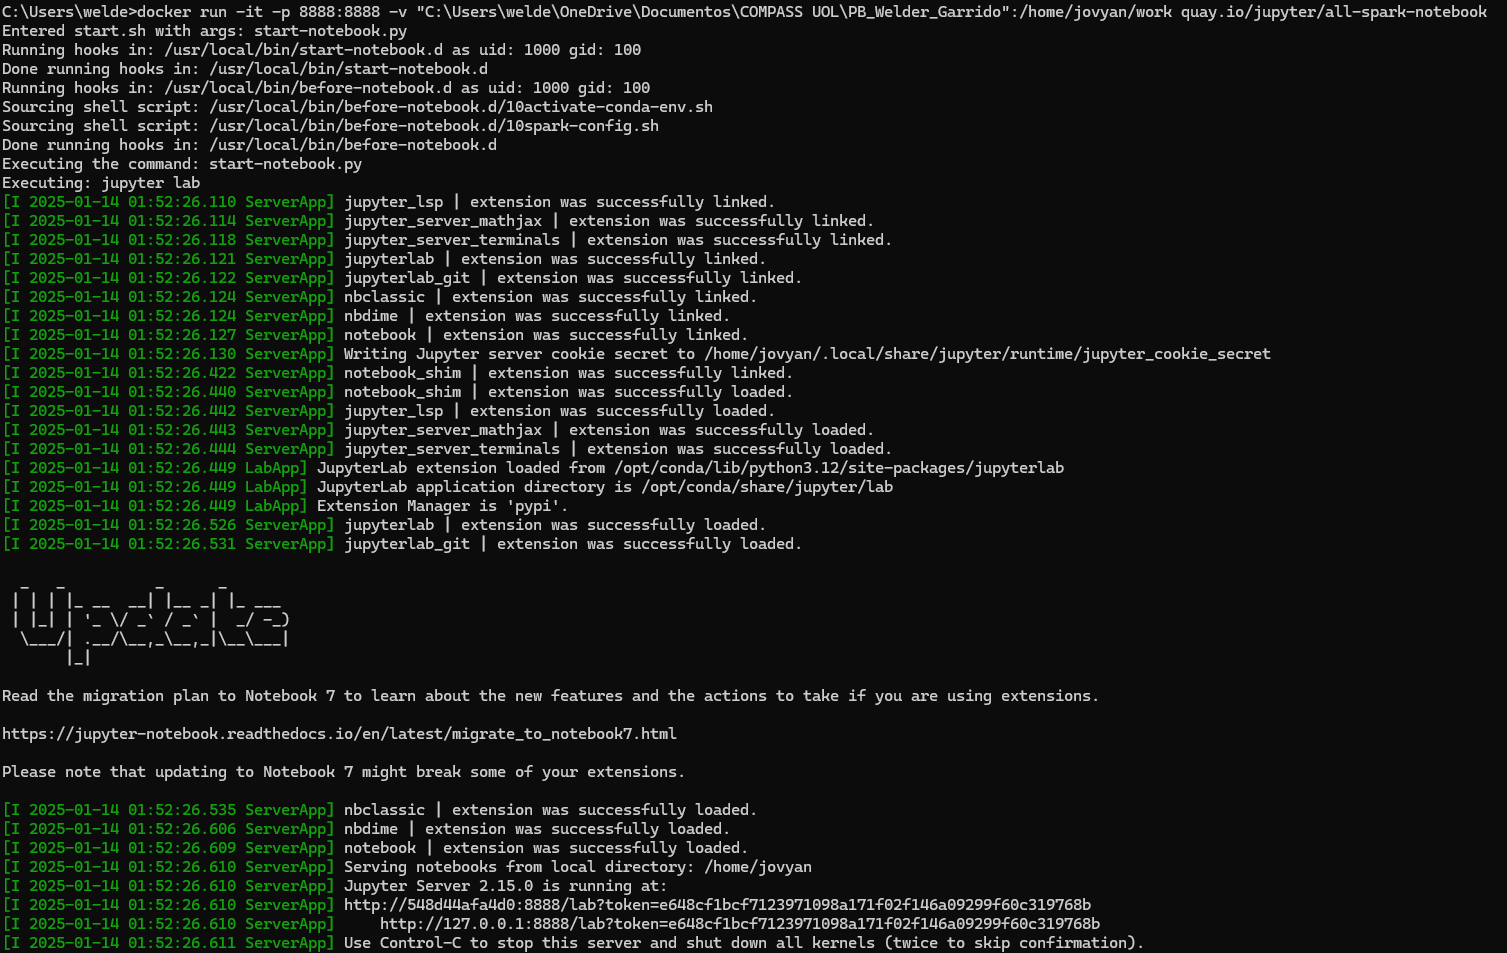 C:\Users\welde>docker run -it -p 8888:8888 -v "C:\Users\welde\OneDrive\Documentos\COMPASS UOL\PB_Welder_Garrido":/home/jovyan/work quay.io/jupyter/all-spark-notebook
Entered start.sh with args: start-notebook.py
Running hooks in: /usr/local/bin/start-notebook.d as uid: 1000 gid: 100
Done running hooks in: /usr/local/bin/start-notebook.d
Running hooks in: /usr/local/bin/before-notebook.d as uid: 1000 gid: 100
Sourcing shell script: /usr/local/bin/before-notebook.d/10activate-conda-env.sh
Sourcing shell script: /usr/local/bin/before-notebook.d/10spark-config.sh
Done running hooks in: /usr/local/bin/before-notebook.d
Executing the command: start-notebook.py
Executing: jupyter lab
[I 2025-01-14 01:52:26.110 ServerApp] jupyter_lsp | extension was successfully linked.
[I 2025-01-14 01:52:26.114 ServerApp] jupyter_server_mathjax | extension was successfully linked.
[I 2025-01-14 01:52:26.118 ServerApp] jupyter_server_terminals | extension was successfully linked.
[I 2025-01-14 01:52:26.121 ServerApp] jupyterlab | extension was successfully linked.
[I 2025-01-14 01:52:26.122 ServerApp] jupyterlab_git | extension was successfully linked.
[I 2025-01-14 01:52:26.124 ServerApp] nbclassic | extension was successfully linked.
[I 2025-01-14 01:52:26.124 ServerApp] nbdime | extension was successfully linked.
[I 2025-01-14 01:52:26.127 ServerApp] notebook | extension was successfully linked.
[I 2025-01-14 01:52:26.130 ServerApp] Writing Jupyter server cookie secret to /home/jovyan/.local/share/jupyter/runtime/jupyter_cookie_secret
[I 2025-01-14 01:52:26.422 ServerApp] notebook_shim | extension was successfully linked.
[I 2025-01-14 01:52:26.440 ServerApp] notebook_shim | extension was successfully loaded.
[I 2025-01-14 01:52:26.442 ServerApp] jupyter_lsp | extension was successfully loaded.
[I 2025-01-14 01:52:26.443 ServerApp] jupyter_server_mathjax | extension was successfully loaded.
[I 2025-01-14 01:52:26.444 ServerApp] jupyter_server_terminals | extension was successfully loaded.
[I 2025-01-14 01:52:26.449 LabApp] JupyterLab extension loaded from /opt/conda/lib/python3.12/site-packages/jupyterlab
[I 2025-01-14 01:52:26.449 LabApp] JupyterLab application directory is /opt/conda/share/jupyter/lab
[I 2025-01-14 01:52:26.449 LabApp] Extension Manager is 'pypi'.
[I 2025-01-14 01:52:26.526 ServerApp] jupyterlab | extension was successfully loaded.
[I 2025-01-14 01:52:26.531 ServerApp] jupyterlab_git | extension was successfully loaded.
Update
Read the migration plan to Notebook 7 to learn about the new features and the actions to take if you are using extensions.
https://jupyter-notebook.readthedocs.io/en/latest/migrate_to_notebook7.html
Please note that updating to Notebook 7 might break some of your extensions.
[I 2025-01-14 01:52:26.535 ServerApp] nbclassic | extension was successfully loaded.
[I 2025-01-14 01:52:26.606 ServerApp] nbdime | extension was successfully loaded.
[I 2025-01-14 01:52:26.609 ServerApp] notebook | extension was successfully loaded.
[I 2025-01-14 01:52:26.610 ServerApp] Serving notebooks from local directory: /home/jovyan
[I 2025-01-14 01:52:26.610 ServerApp] Jupyter Server 2.15.0 is running at:
[I 2025-01-14 01:52:26.610 ServerApp] http://548d44afa4d0:8888/lab?token=e648cf1bcf7123971098a171f02f146a09299f60c319768b
[I 2025-01-14 01:52:26.610 ServerApp]     http://127.0.0.1:8888/lab?token=e648cf1bcf7123971098a171f02f146a09299f60c319768b
[I 2025-01-14 01:52:26.611 ServerApp] Use Control-C to stop this server and shut down all kernels (twice to skip confirmation).